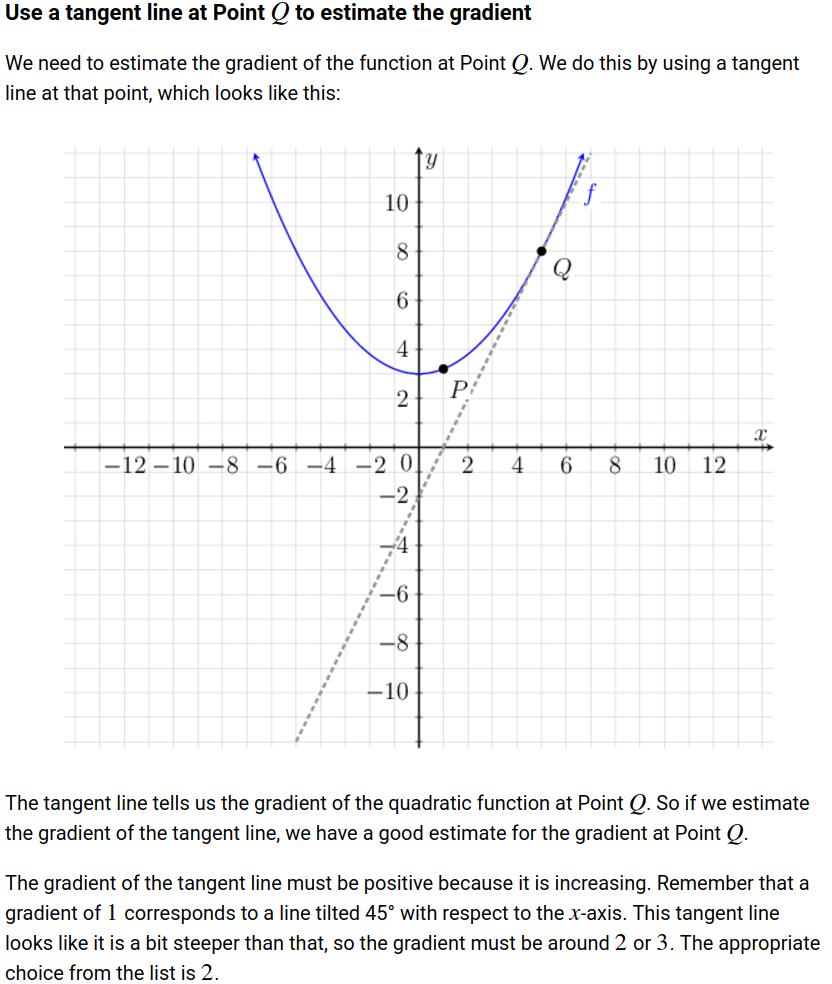 Use a tangent line at Point Q to estimate the gradient
We need to estimate the gradient of the function at Point Q. We do this by using a tangent
line at that point, which looks like this:
y
10
f
8
Q
6
4
P
2
x
−12 −10 −8 −6 −4 −2 0 2 4 6 8 10 12
−2
−4
−6
−8
−10
The tangent line tells us the gradient of the quadratic function at Point Q. So if we estimate
the gradient of the tangent line, we have a good estimate for the gradient at Point Q.
The gradient of the tangent line must be positive because it is increasing. Remember that a
gradient of 1 corresponds to a line tilted 45° with respect to the x-axis. This tangent line
looks like it is a bit steeper than that, so the gradient must be around 2 or 3. The appropriate
choice from the list is 2.